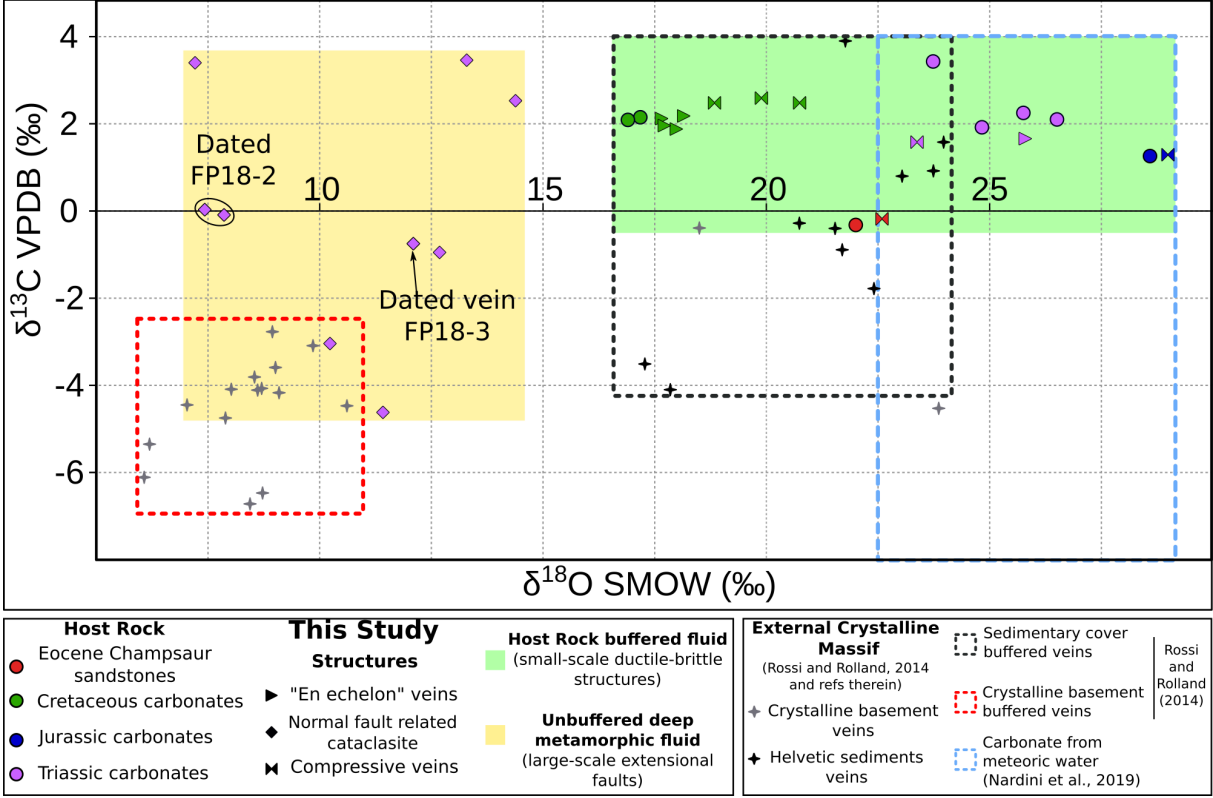 4
2
0
-2
-4
-6
δ13C VPDB (‰)
10
15
20
25
Dated
FP18-2
Dated vein
FP18-3
δ18O SMOW (‰)
Host Rock
Eocene Champsaur
sandstones
Cretaceous carbonates
Jurassic carbonates
Triassic carbonates
This Study
Structures
"En echelon" veins
Normal fault related
cataclasite
Compressive veins
Host Rock buffered fluid
(small-scale ductile-brittle
structures)
Unbuffered deep
metamorphic fluid
(large-scale extensional
faults)
External Crystalline
Massif
(Rossi and Rolland, 2014
and refs therein)
Crystalline basement
veins
Helvetic sediments
veins
Sedimentary cover
buffered veins
Crystalline basement
buffered veins
Rossi
and
Rolland
(2014)
Carbonate from
meteoric water
(Nardini et al., 2019)